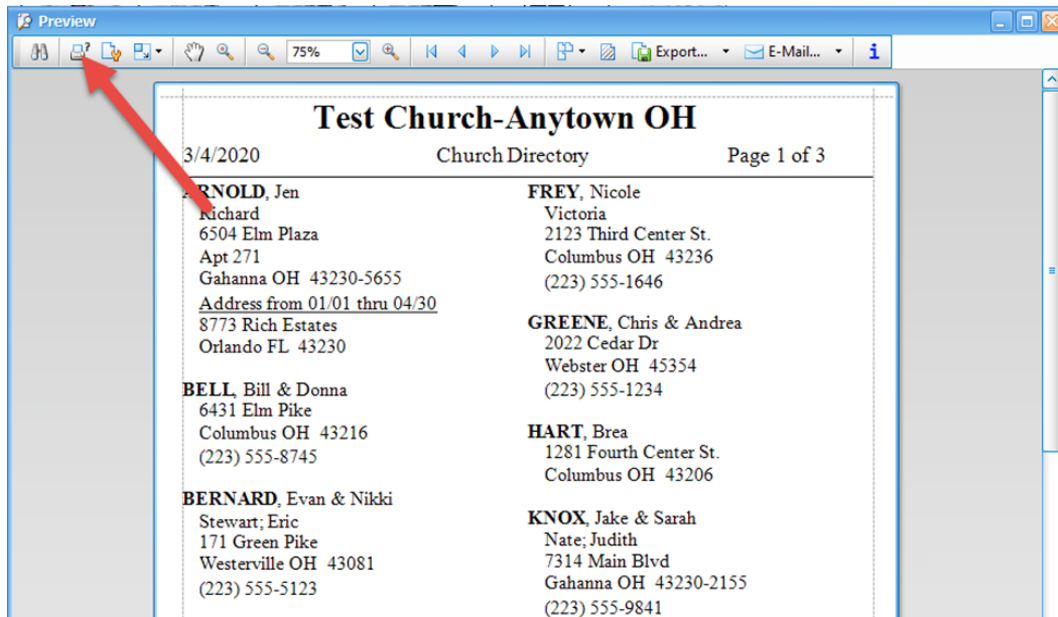 Preview
75%
Export...
E-Mail...
Test Church-Anytown OH
3/4/2020 Church Directory Page 1 of 3
ARNOLD, Jen
Richard
6504 Elm Plaza
Apt 271
Gahanna OH 43230-5655
Address from 01/01 thru 04/30
8773 Rich Estates
Orlando FL 43230
BELL, Bill & Donna
6431 Elm Pike
Columbus OH 43216
(223) 555-8745
BERNARD, Evan & Nikki
Stewart; Eric
171 Green Pike
Westerville OH 43081
(223) 555-5123
FREY, Nicole
Victoria
2123 Third Center St.
Columbus OH 43236
(223) 555-1646
GREENE, Chris & Andrea
2022 Cedar Dr
Webster OH 45354
(223) 555-1234
HART, Brea
1281 Fourth Center St.
Columbus OH 43206
KNOX, Jake & Sarah
Nate; Judith
7314 Main Blvd
Gahanna OH 43230-2155
(223) 555-9841